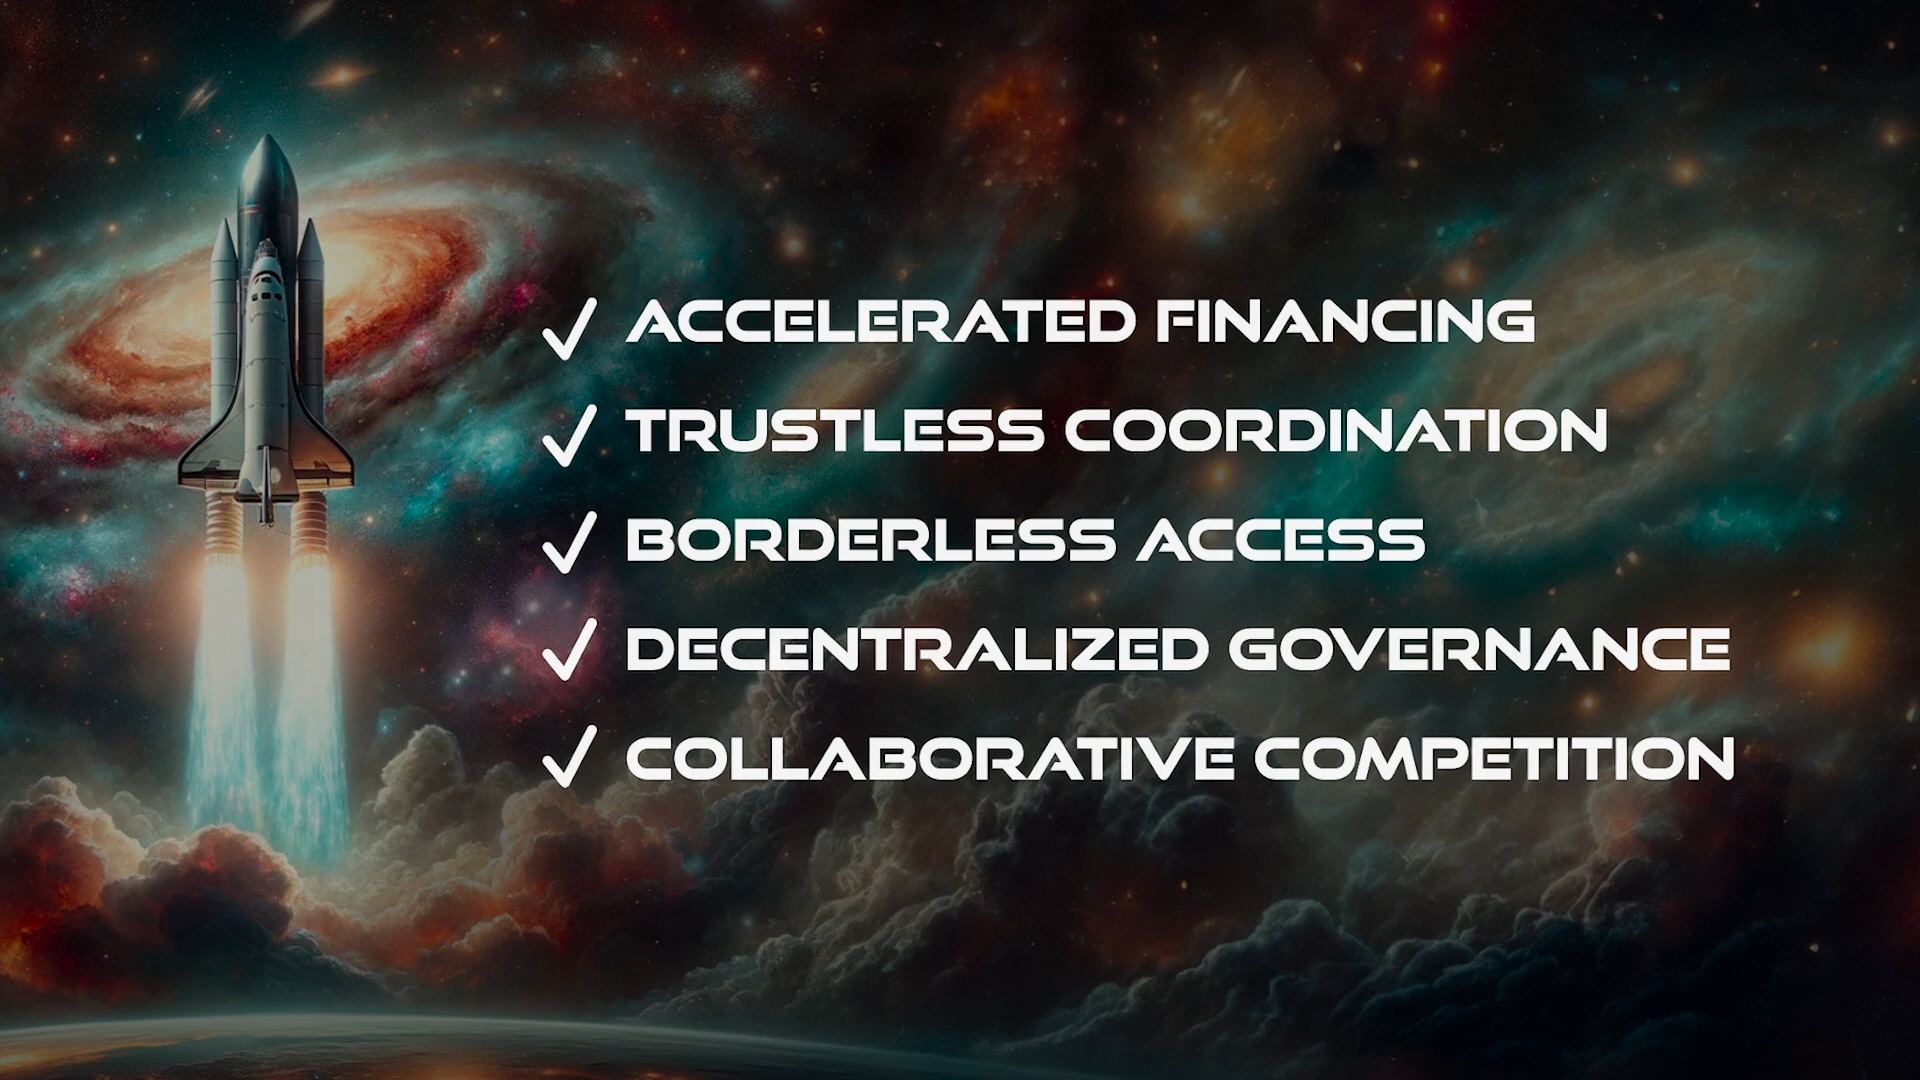 ✓ ACCELERATED FINANCING
✓ TRUSTLESS COORDINATION
✓ BORDERLESS ACCESS
✓ DECENTRALIZED GOVERNANCE
✓ COLLABORATIVE COMPETITION